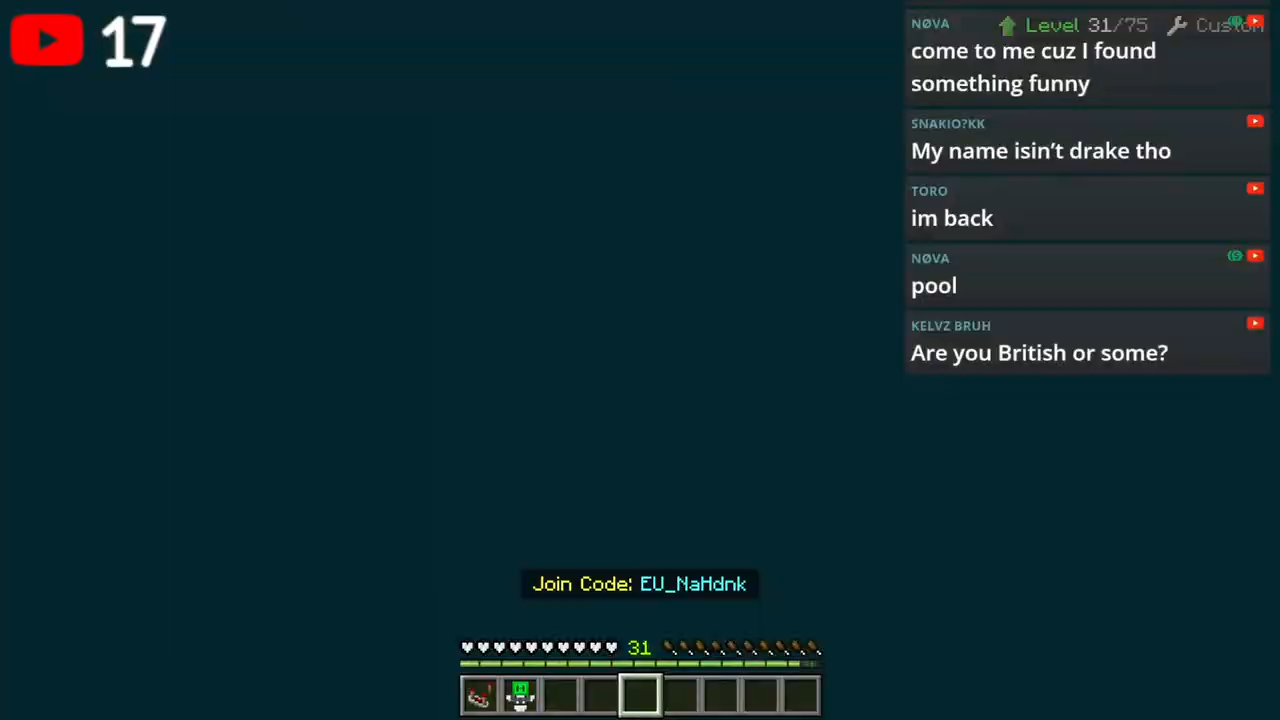 17
NØVA
Level 31/75 Custom
come to me cuz I found
something funny
SNAKIO?KK
My name isin't drake tho
TORO
im back
NØVA
pool
KELVZ BRUH
Are you British or some?
Join Code: EU_NaHdnk
31